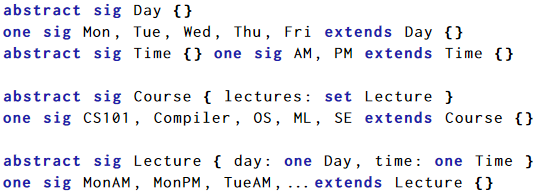 abstract sig Day {}
one sig Mon, Tue, Wed, Thu, Fri extends Day {}
abstract sig Time {} one sig AM, PM extends Time {}
abstract sig Course { lectures: set Lecture }
one sig CS101, Compiler, OS, ML, SE extends Course {}
abstract sig Lecture { day: one Day, time: one Time }
one sig MonAM, MonPM, TueAM, ... extends Lecture {}